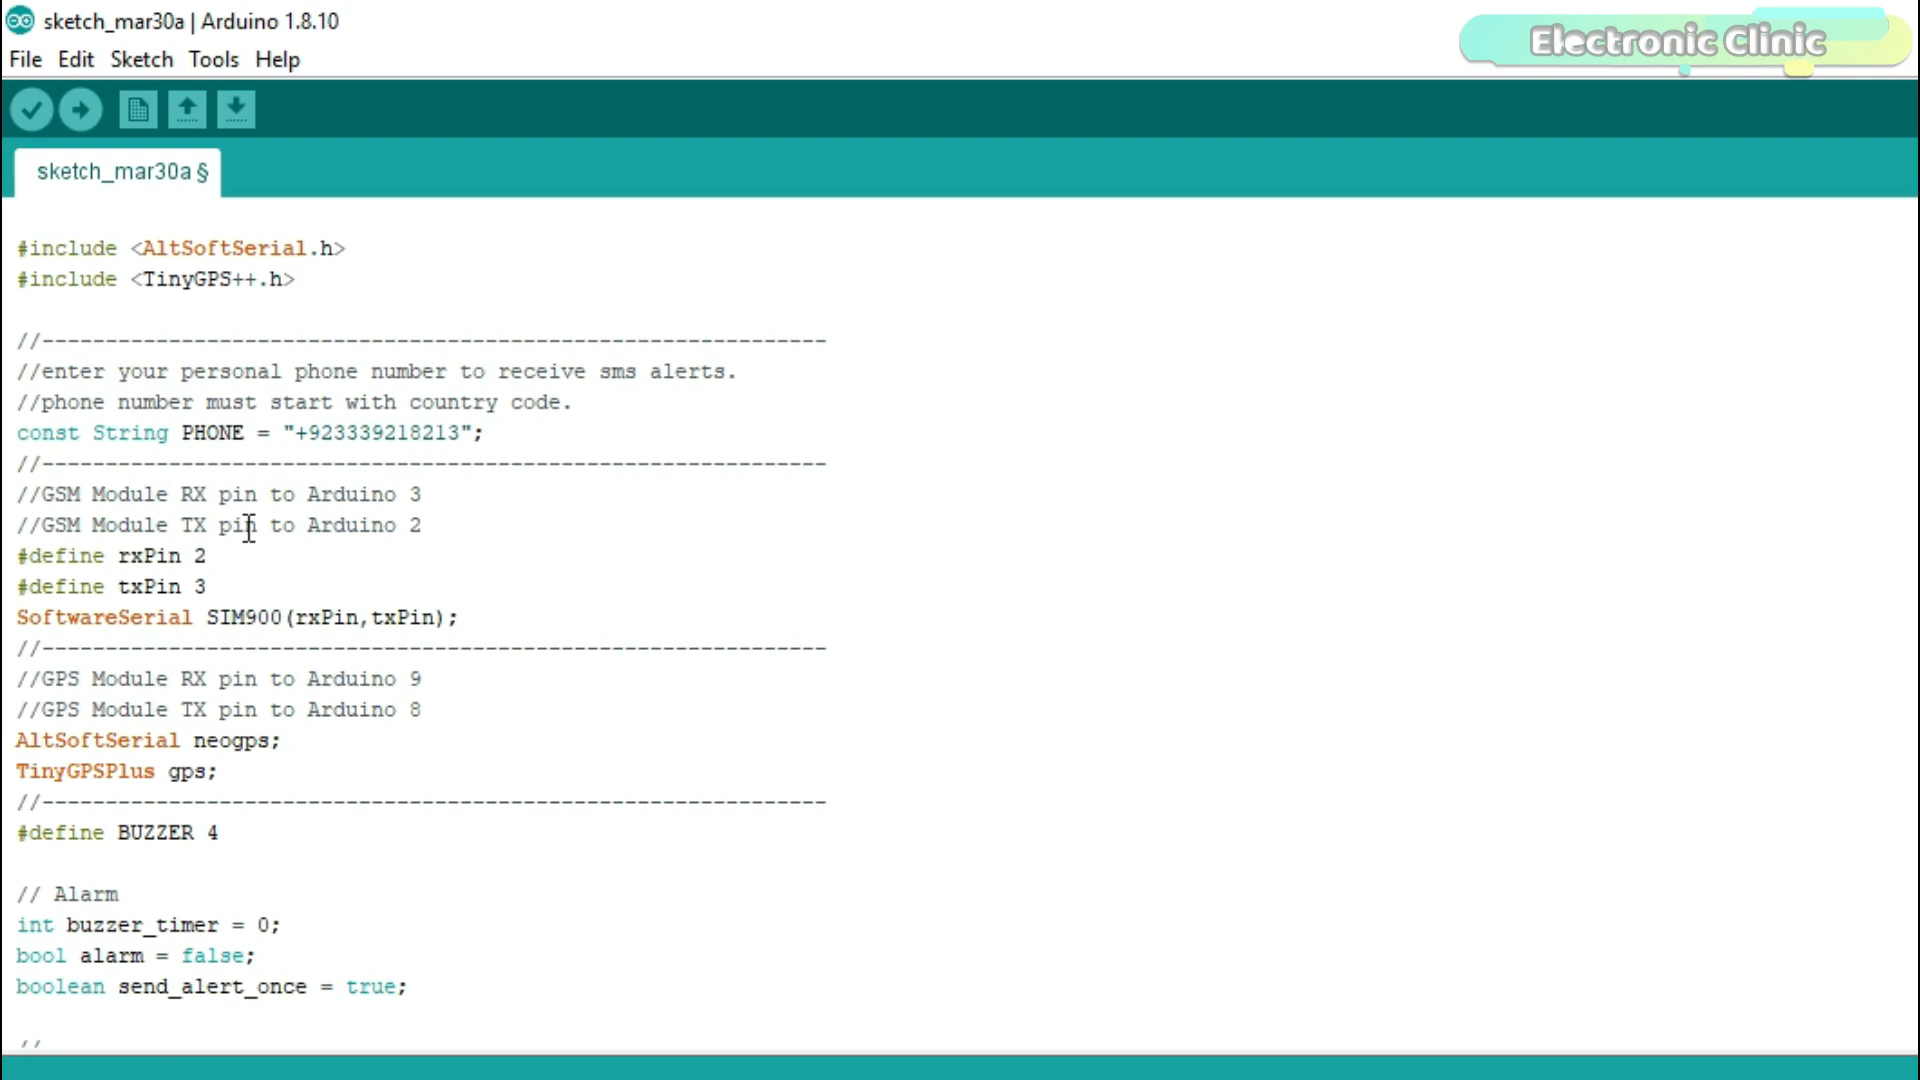 sketch_mar30a | Arduino 1.8.10
Electronic Clinic
File Edit Sketch Tools Help
sketch_mar30a §
#include <AltSoftSerial.h>
#include <TinyGPS++.h>
//--------------------------------------------------------------
//enter your personal phone number to receive sms alerts.
//phone number must start with country code.
const String PHONE = "+923339218213";
//--------------------------------------------------------------
//GSM Module RX pin to Arduino 3
//GSM Module TX pin to Arduino 2
#define rxPin 2
#define txPin 3
SoftwareSerial SIM900(rxPin,txPin);
//--------------------------------------------------------------
//GPS Module RX pin to Arduino 9
//GPS Module TX pin to Arduino 8
AltSoftSerial neogps;
TinyGPSPlus gps;
//--------------------------------------------------------------
#define BUZZER 4
// Alarm
int buzzer_timer = 0;
bool alarm = false;
boolean send_alert_once = true;
//